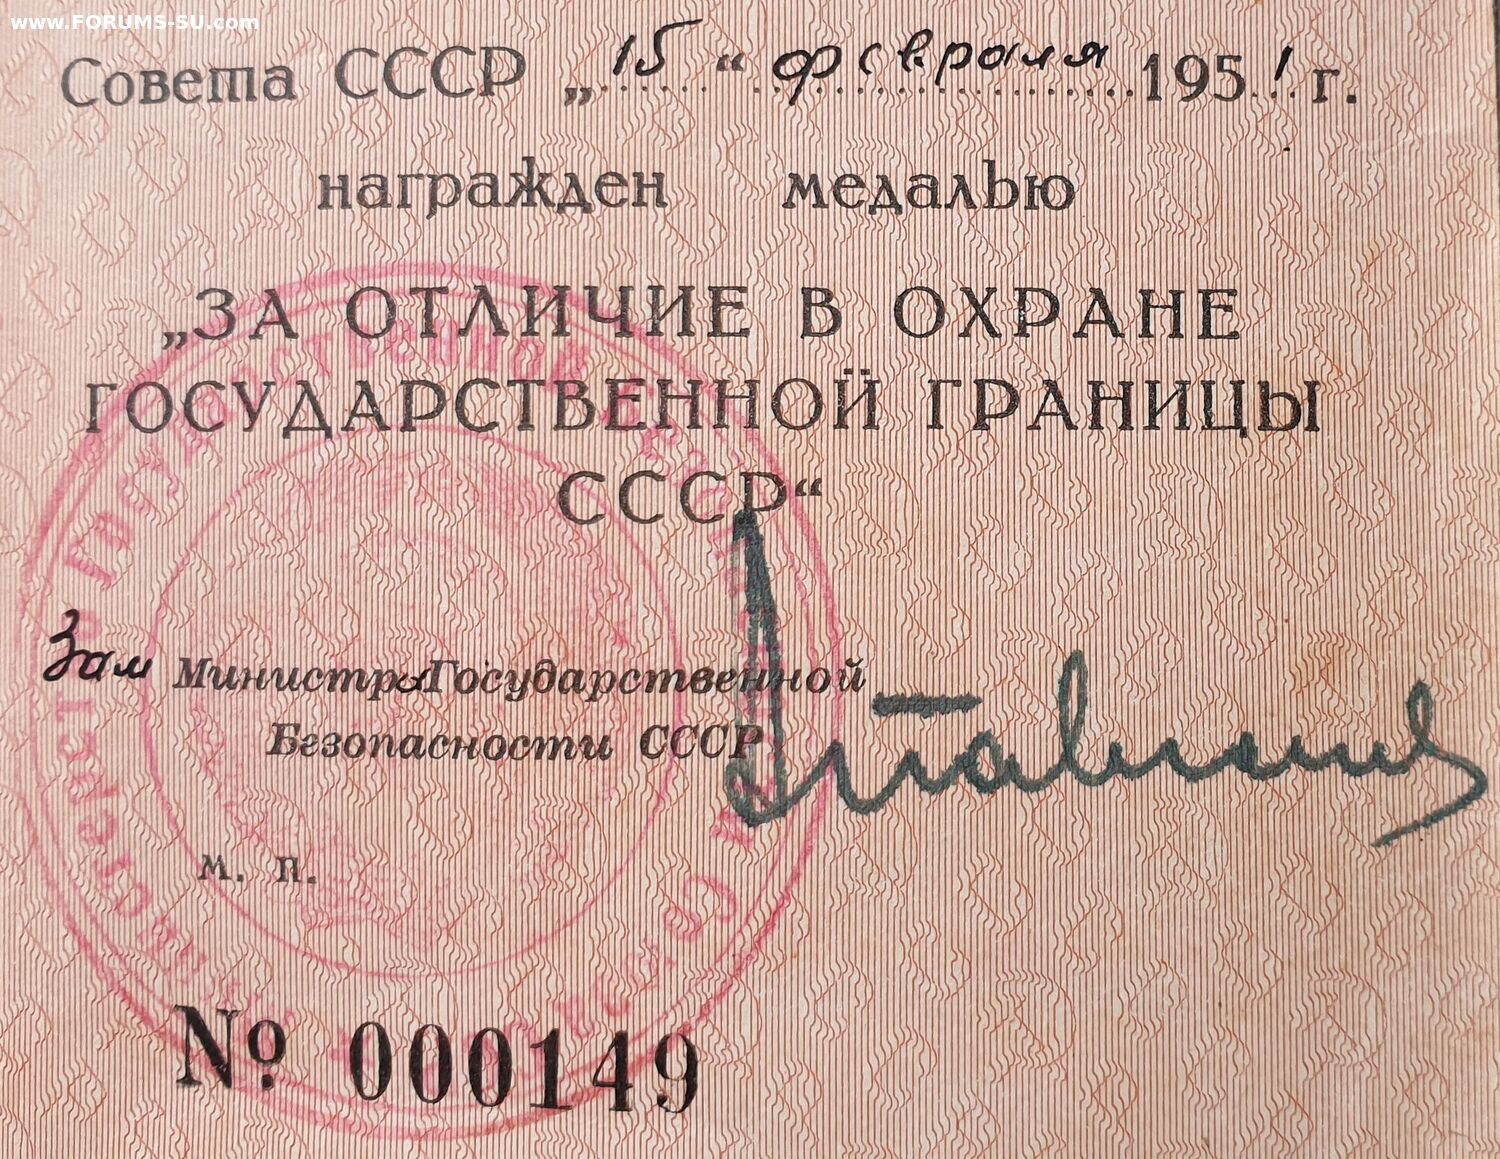 www.FORUMS-SU.com
Совета СССР „15“ февраля 1951 г.
награжден медалью
„ЗА ОТЛИЧИЕ В ОХРАНЕ
ГОСУДАРСТВЕННОЙ ГРАНИЦЫ
СССР“
Зам Министра Государственной
Безопасности СССР
м. п.
№ 000149